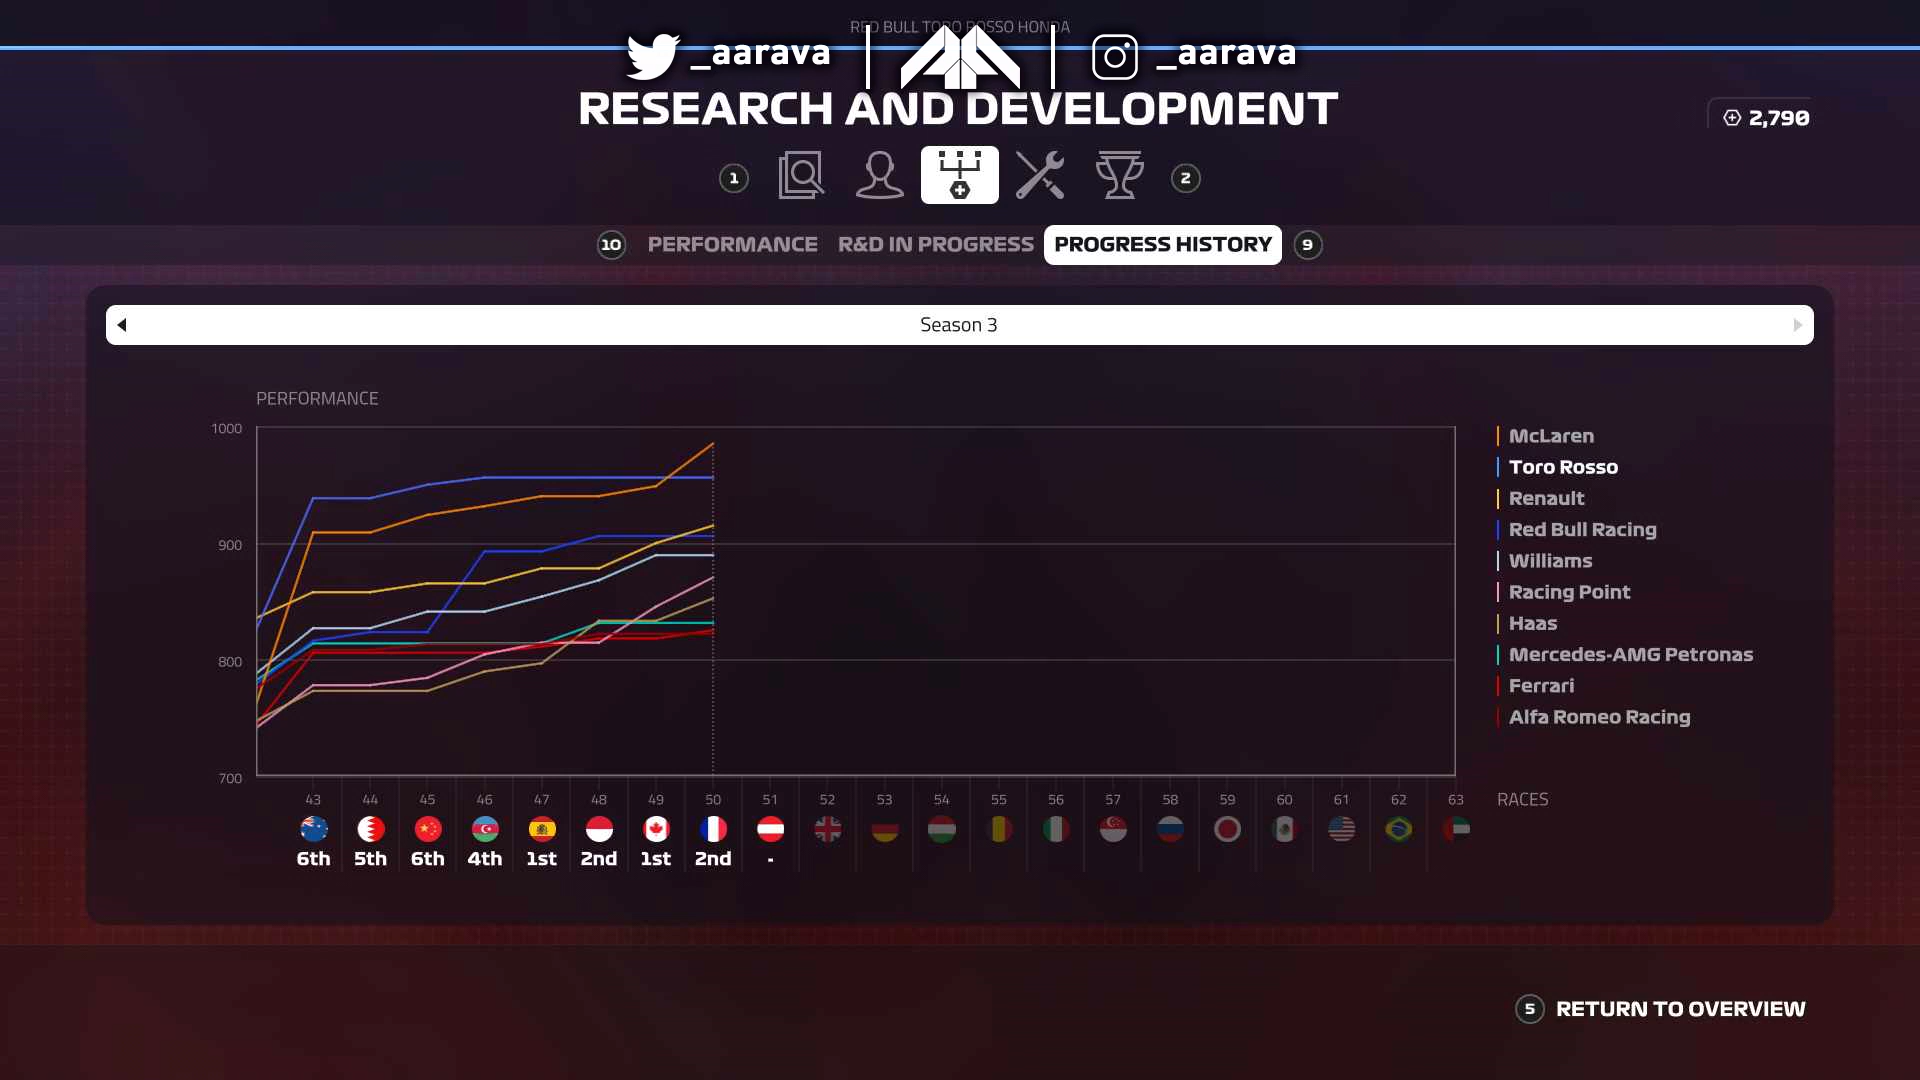 RED BULL TORO ROSSO HONDA
_aarava
_aarava
RESEARCH AND DEVELOPMENT
2,790
1
2
10 PERFORMANCE R&D IN PROGRESS PROGRESS HISTORY 9
Season 3
PERFORMANCE
1000
900
800
700
McLaren
Toro Rosso
Renault
Red Bull Racing
Williams
Racing Point
Haas
Mercedes-AMG Petronas
Ferrari
Alfa Romeo Racing
43 44 45 46 47 48 49 50 51 52 53 54 55 56 57 58 59 60 61 62 63 RACES
6th 5th 6th 4th 1st 2nd 1st 2nd -
5 RETURN TO OVERVIEW